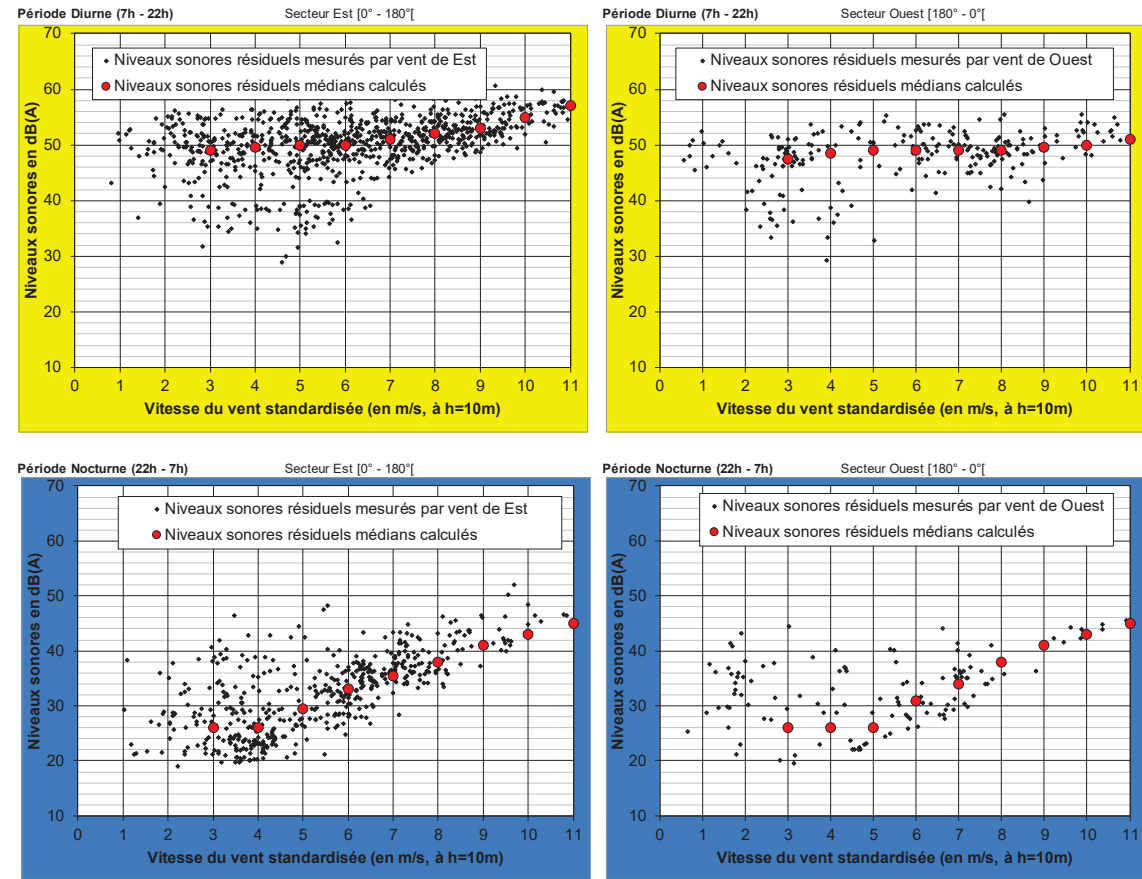 Période Diurne (7h - 22h) Secteur Est [0° - 180°[
70
60
50
40
30
20
10
Niveaux sonores en dB(A)
Niveaux sonores résiduels mesurés par vent de Est
Niveaux sonores résiduels médians calculés
0 1 2 3 4 5 6 7 8 9 10 11
Vitesse du vent standardisée (en m/s, à h=10m)
Période Diurne (7h - 22h) Secteur Ouest [180° - 0°[
70
60
50
40
30
20
10
Niveaux sonores en dB(A)
Niveaux sonores résiduels mesurés par vent de Ouest
Niveaux sonores résiduels médians calculés
0 1 2 3 4 5 6 7 8 9 10 11
Vitesse du vent standardisée (en m/s, à h=10m)
Période Nocturne (22h - 7h) Secteur Est [0° - 180°[
70
60
50
40
30
20
10
Niveaux sonores en dB(A)
Niveaux sonores résiduels mesurés par vent de Est
Niveaux sonores résiduels médians calculés
0 1 2 3 4 5 6 7 8 9 10 11
Vitesse du vent standardisée (en m/s, à h=10m)
Période Nocturne (22h - 7h) Secteur Ouest [180° - 0°[
70
60
50
40
30
20
10
Niveaux sonores en dB(A)
Niveaux sonores résiduels mesurés par vent de Ouest
Niveaux sonores résiduels médians calculés
0 1 2 3 4 5 6 7 8 9 10 11
Vitesse du vent standardisée (en m/s, à h=10m)